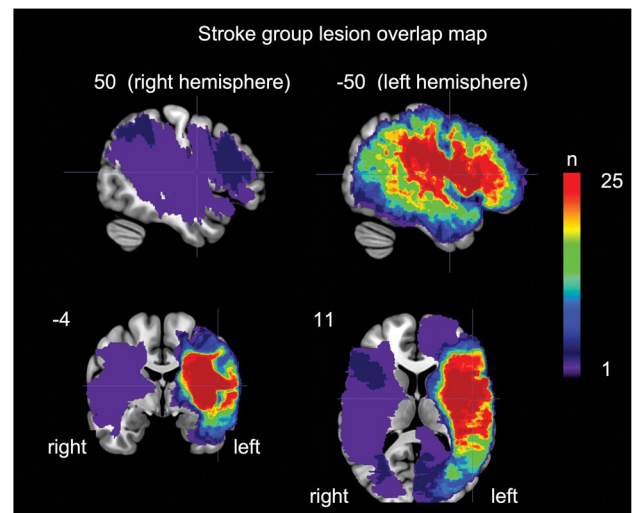 Stroke group lesion overlap map
50 (right hemisphere)
-50 (left hemisphere)
n
25
1
-4
11
right
left
right
left